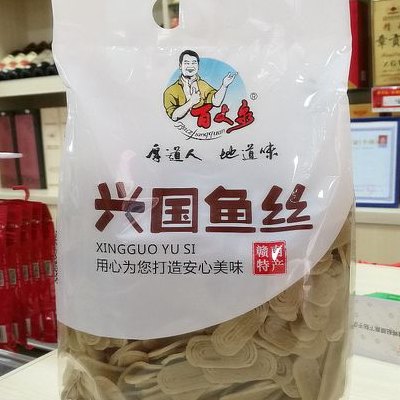 百丈泉
®
厚道人 地道味
兴国鱼丝
XINGGUO YU SI
用心为您打造安心美味
赣南
特产